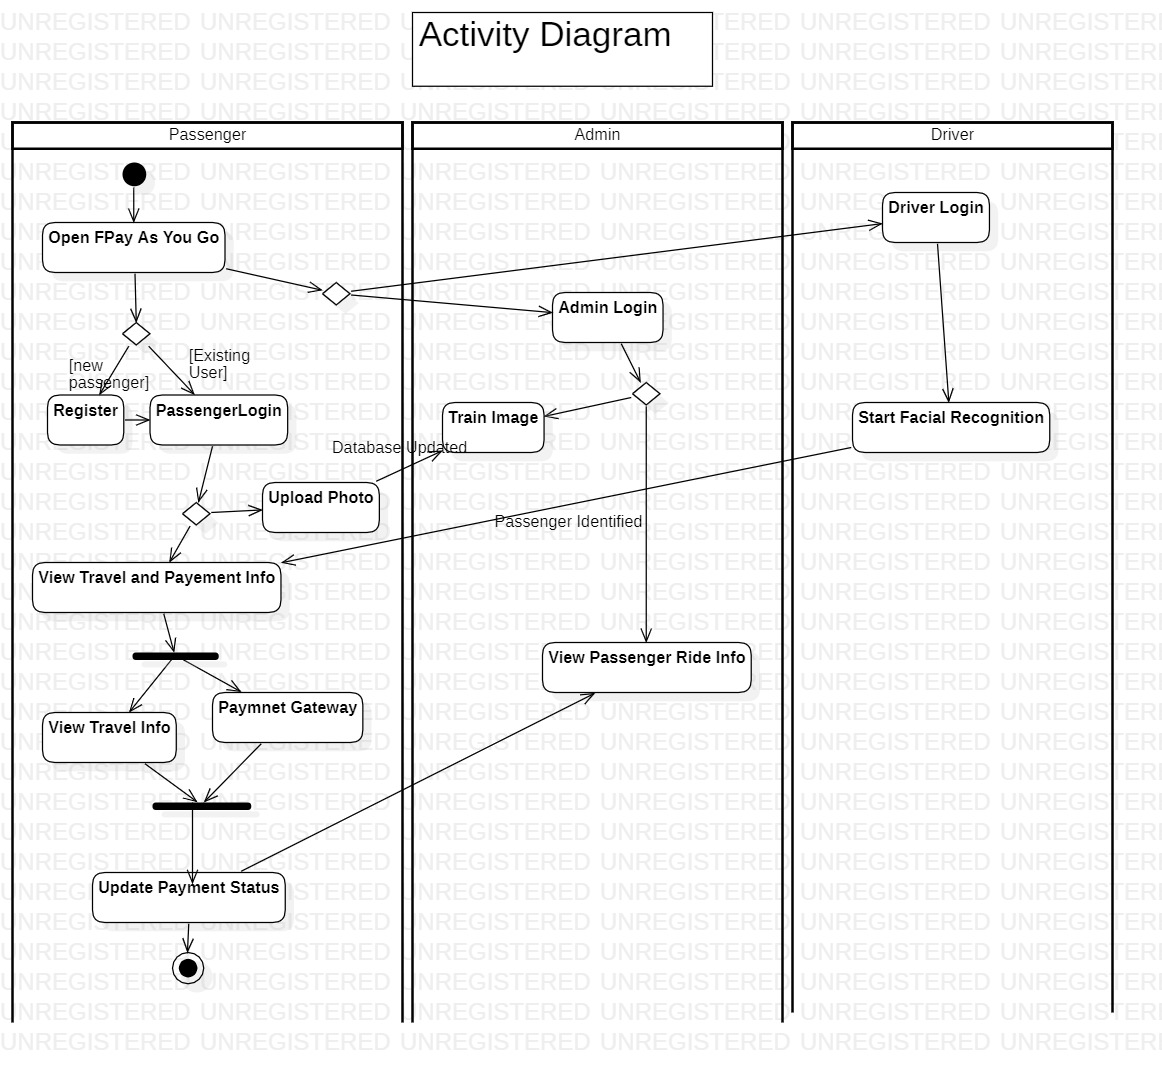 Activity Diagram
Passenger
Admin
Driver
Open FPay As You Go
Driver Login
Admin Login
[new
passenger]
[Existing
User]
Register
PassengerLogin
Train Image
Start Facial Recognition
Database Updated
Upload Photo
Passenger Identified
View Travel and Payement Info
View Passenger Ride Info
Paymnet Gateway
View Travel Info
Update Payment Status
UNREGISTERED